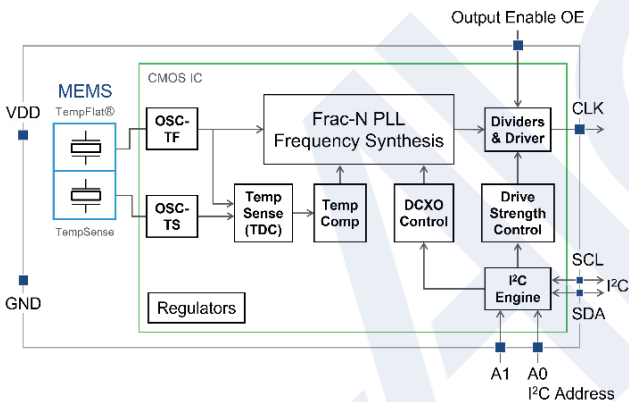 Output Enable OE
CMOS IC
MEMS
VDD
TempFlat®
OSC-
TF
Frac-N PLL
Frequency Synthesis
Dividers
& Driver
CLK
TempSense
OSC-
TS
Temp
Sense
(TDC)
Temp
Comp
DCXO
Control
Drive
Strength
Control
GND
Regulators
I²C
Engine
SCL
I²C
SDA
A1
A0
I²C Address